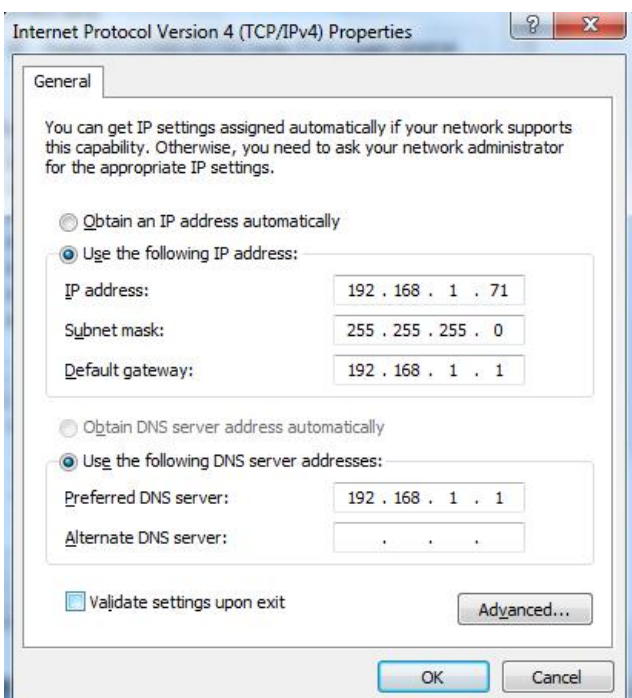 Internet Protocol Version 4 (TCP/IPv4) Properties
?
X
General
You can get IP settings assigned automatically if your network supports
this capability. Otherwise, you need to ask your network administrator
for the appropriate IP settings.
Obtain an IP address automatically
Use the following IP address:
IP address: 192 . 168 . 1 . 71
Subnet mask: 255 . 255 . 255 . 0
Default gateway: 192 . 168 . 1 . 1
Obtain DNS server address automatically
Use the following DNS server addresses:
Preferred DNS server: 192 . 168 . 1 . 1
Alternate DNS server: . . .
Validate settings upon exit
Advanced...
OK Cancel